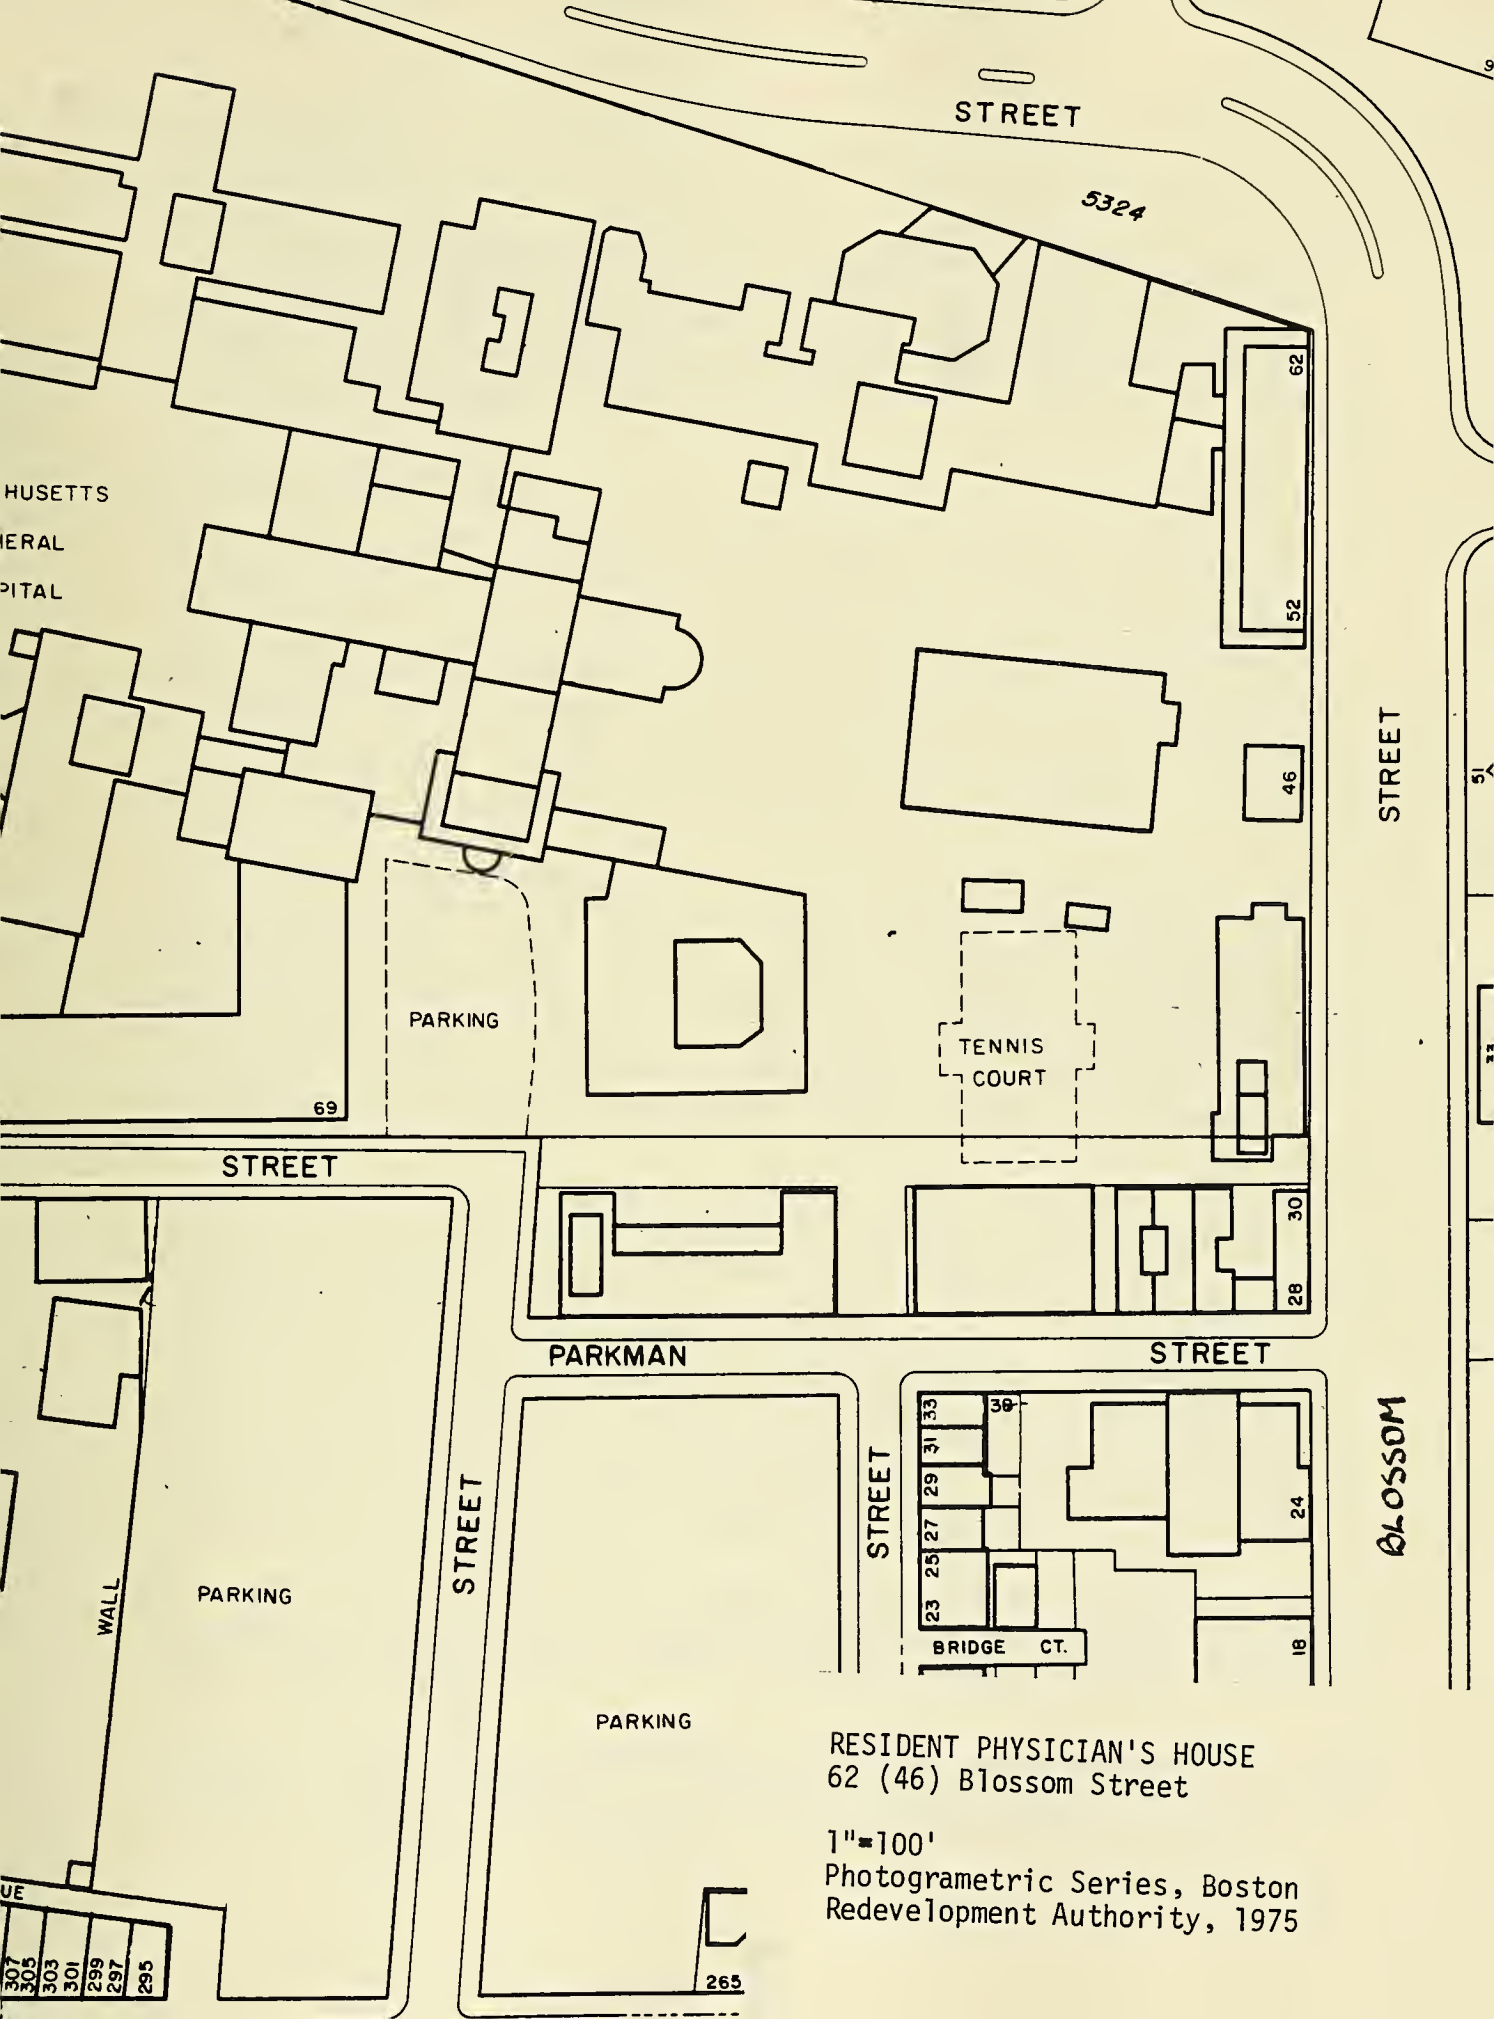 9
STREET
5324
62
HUSETTS
ERAL
PITAL
52
STREET
46
51
PARKING
TENNIS
COURT
33
69
STREET
30
28
PARKMAN
STREET
33
31
29
27
25
23
24
STREET
STREET
BLOSSOM
WALL
PARKING
BRIDGE CT.
18
PARKING
RESIDENT PHYSICIAN'S HOUSE
62 (46) Blossom Street
1"=100'
Photogrametric Series, Boston
Redevelopment Authority, 1975
UE
307
305
303
301
299
297
295
265